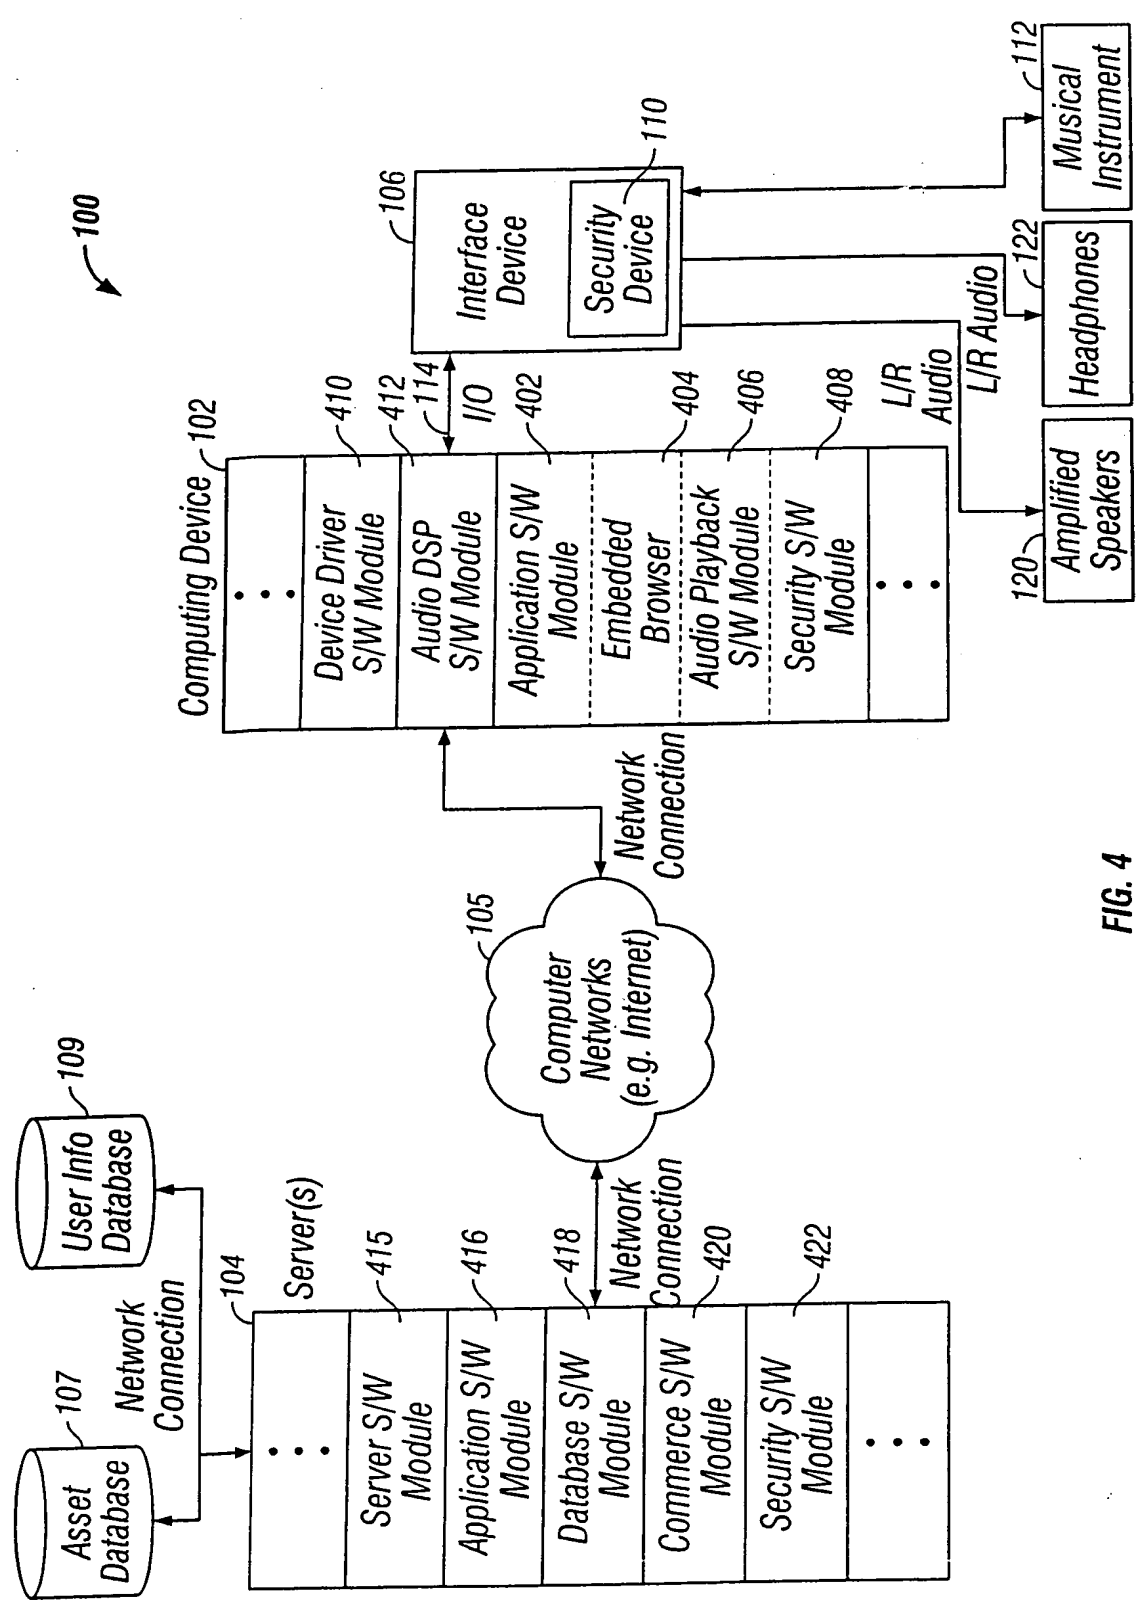 100
107
Asset
Database
109
User Info
Database
Network
Connection
104
Server(s)
Server S/W
Module
415
Application S/W
Module
416
Database S/W
Module
418
Commerce S/W
Module
420
Security S/W
Module
422
Network
Connection
105
Computer
Networks
(e.g. Internet)
Network
Connection
Computing Device
102
Device Driver
S/W Module
410
Audio DSP
S/W Module
412
Application S/W
Module
402
Embedded
Browser
404
Audio Playback
S/W Module
406
Security S/W
Module
408
114
I/O
106
Interface
Device
Security
Device
110
L/R
Audio
L/R Audio
120
Amplified
Speakers
122
Headphones
112
Musical
Instrument
FIG. 4